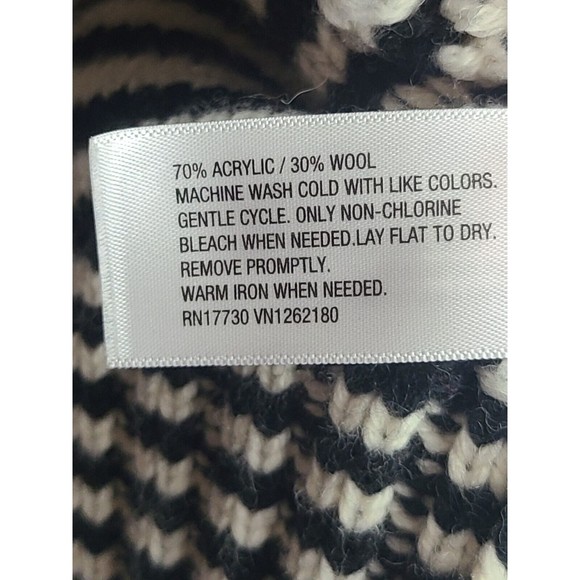 70% ACRYLIC / 30% WOOL
MACHINE WASH COLD WITH LIKE COLORS.
GENTLE CYCLE. ONLY NON-CHLORINE
BLEACH WHEN NEEDED.LAY FLAT TO DRY.
REMOVE PROMPTLY.
WARM IRON WHEN NEEDED.
RN17730 VN1262180